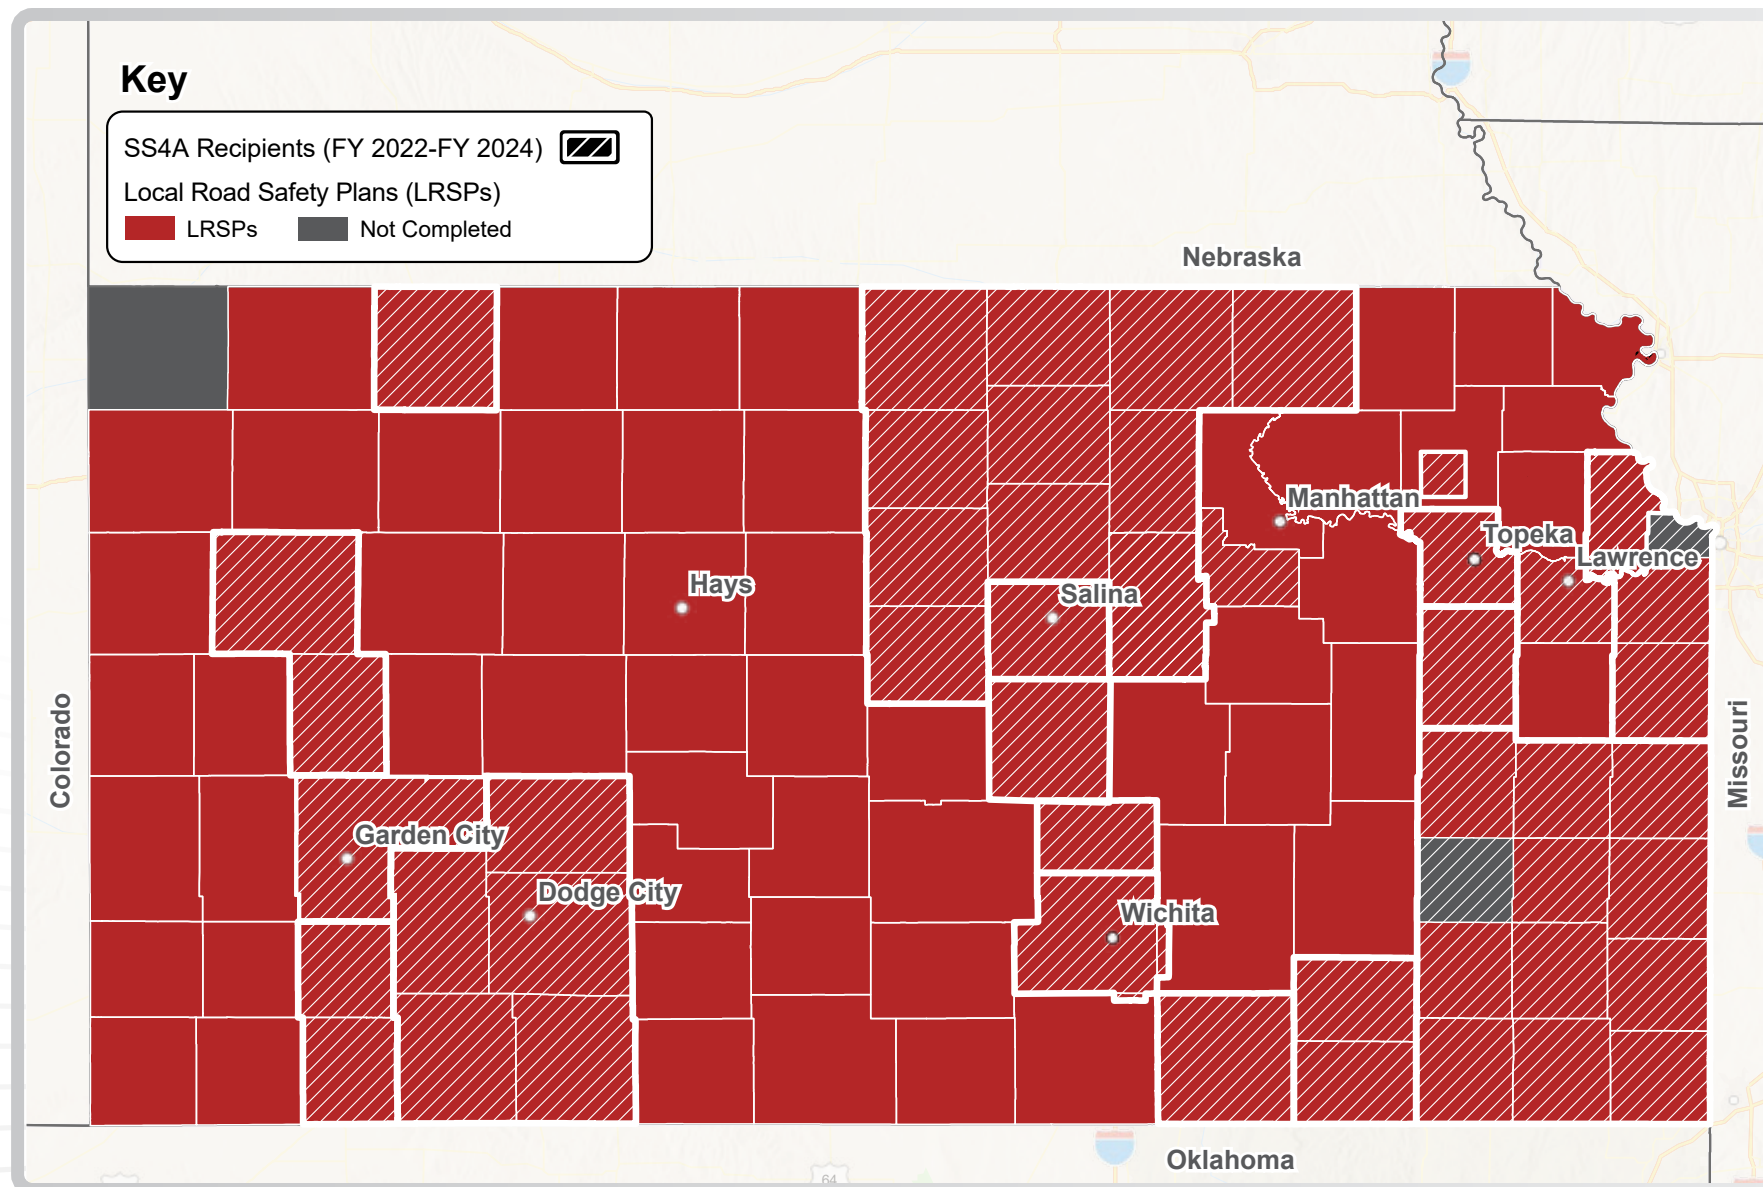 Key
SS4A Recipients (FY 2022-FY 2024)
Local Road Safety Plans (LRSPs)
LRSPs
Not Completed
Nebraska
Manhattan
Topeka
Lawrence
Hays
Salina
Colorado
Missouri
Garden City
Dodge City
Wichita
Oklahoma
64